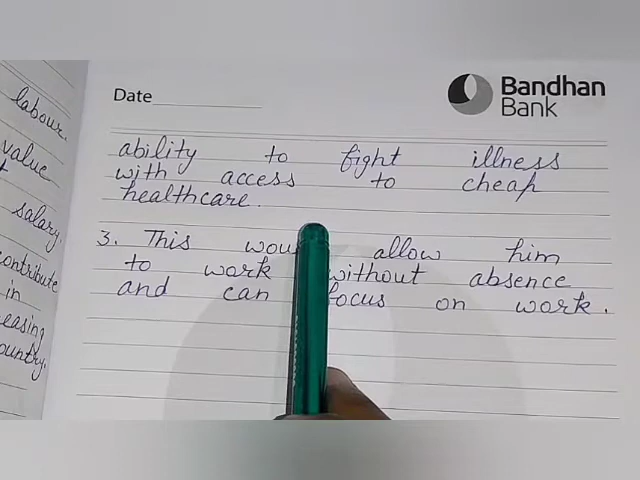 labour.
value
salary.
contribute
in
easing
ountry.
Date
Bandhan
Bank
ability to fight illness
with access to cheap
healthcare.
3. This wou allow him
to work without absence
and can focus on work.